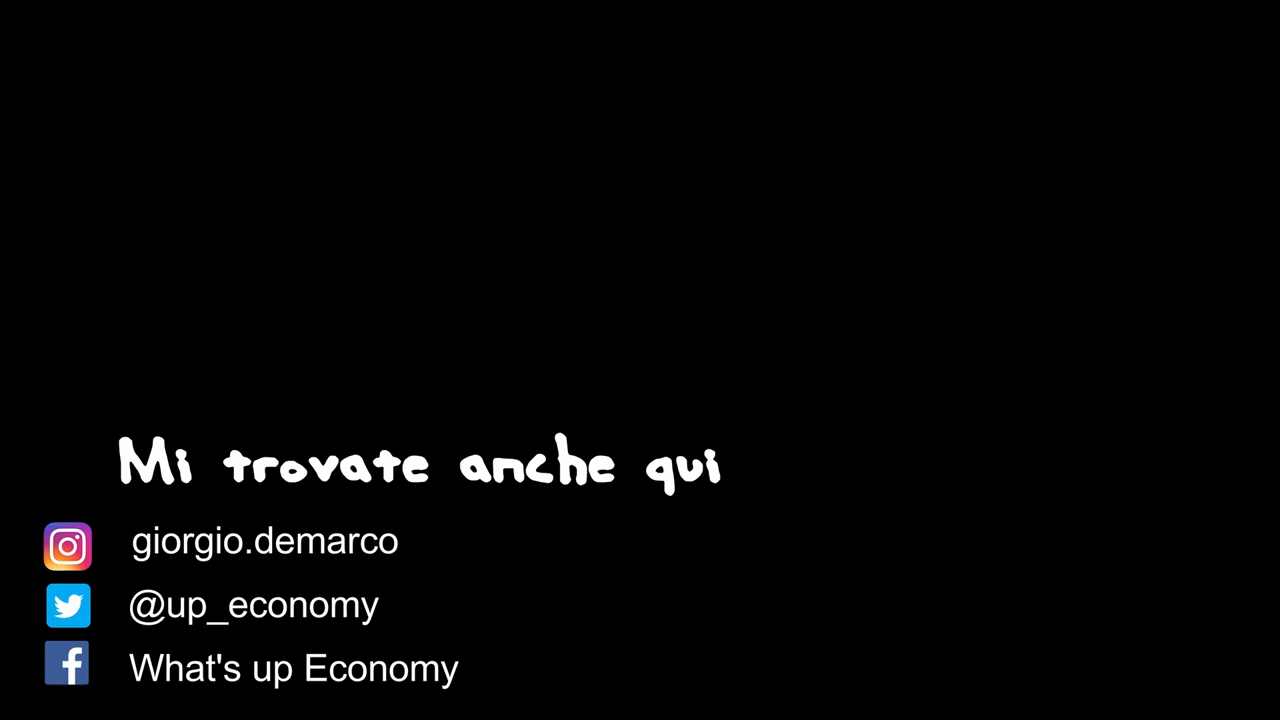 Mi trovate anche qui
giorgio.demarco
@up_economy
What's up Economy